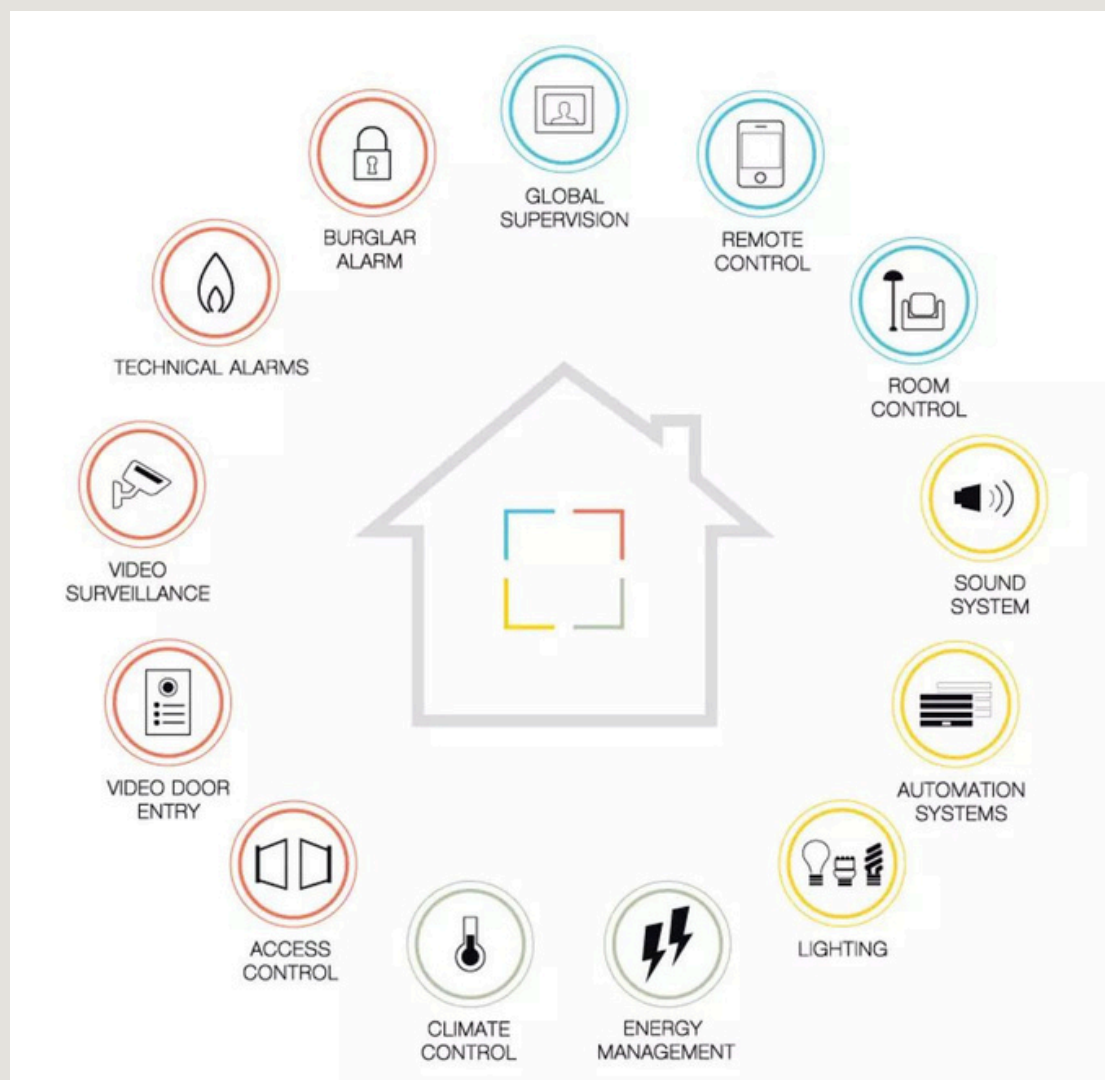 GLOBAL
SUPERVISION
REMOTE
CONTROL
ROOM
CONTROL
SOUND
SYSTEM
AUTOMATION
SYSTEMS
LIGHTING
ENERGY
MANAGEMENT
CLIMATE
CONTROL
ACCESS
CONTROL
VIDEO DOOR
ENTRY
VIDEO
SURVEILLANCE
TECHNICAL ALARMS
BURGLAR
ALARM